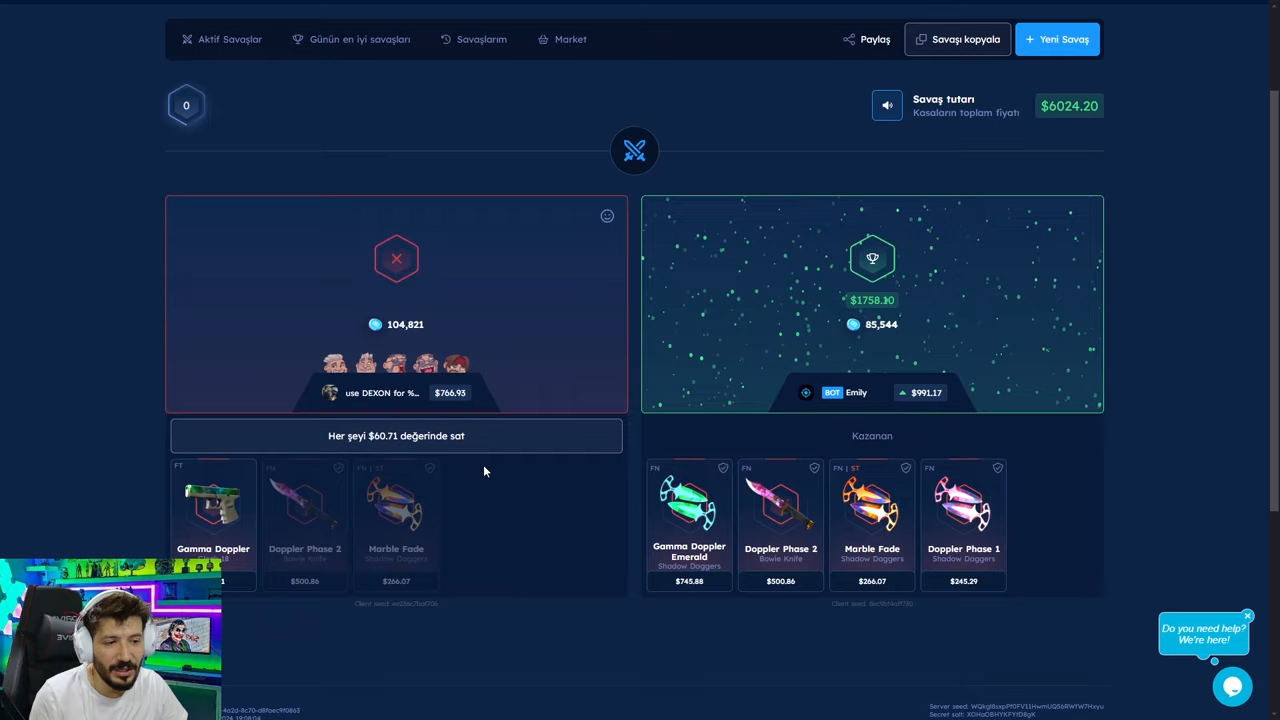 Aktif Savaşlar
Günün en iyi savaşları
Savaşlarım
Market
Paylaş
Savaşı kopyala
+ Yeni Savaş
0
Savaş tutarı
Kasaların toplam fiyatı
$6024.20
104,821
use DEXON for %...
$766.93
$1758.10
85,544
BOT Emily
$991.17
Her şeyi $60.71 değerinde sat
Kazanan
FT
Gamma Doppler
FN
Doppler Phase 2
Bowie Knife
$500.86
FN | ST
Marble Fade
Shadow Daggers
$266.07
FN
Gamma Doppler
Emerald
Shadow Daggers
$745.88
FN
Doppler Phase 2
Bowie Knife
$500.86
FN | ST
Marble Fade
Shadow Daggers
$266.07
FN
Doppler Phase 1
Shadow Daggers
$245.29
Do you need help?
We're here!